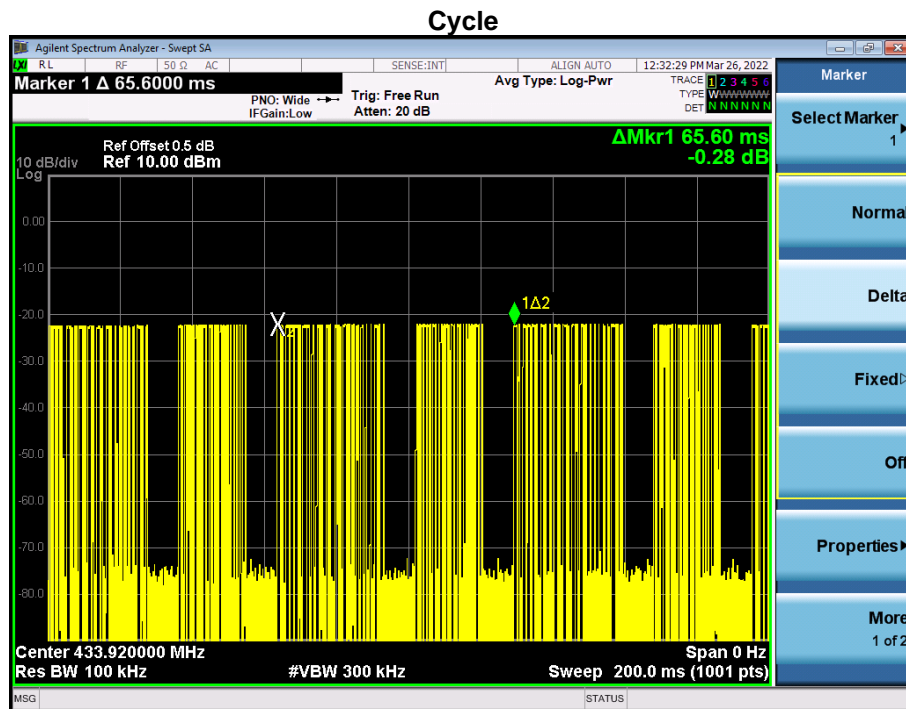 Cycle
Agilent Spectrum Analyzer - Swept SA
LXI RL RF 50 Ω AC SENSE:INT ALIGN AUTO 12:32:29 PM Mar 26, 2022
Marker 1 Δ 65.6000 ms
PNO: Wide Trig: Free Run Avg Type: Log-Pwr TRACE 1 2 3 4 5 6
TYPE WWWWWW
IFGain:Low Atten: 20 dB DET N N N N N N
ΔMkr1 65.60 ms
-0.28 dB
Ref Offset 0.5 dB
10 dB/div Ref 10.00 dBm
Log
0.00
-10.0
-20.0
1Δ2
2
-30.0
-40.0
-50.0
-60.0
-70.0
-80.0
Center 433.920000 MHz Span 0 Hz
Res BW 100 kHz #VBW 300 kHz Sweep 200.0 ms (1001 pts)
MSG STATUS
Marker
Select Marker
1
Normal
Delta
Fixed
Off
Properties
More
1 of 2